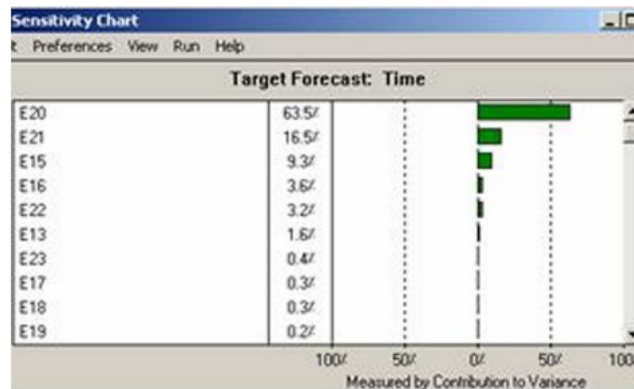 Sensitivity Chart
t Preferences View Run Help
Target Forecast: Time
E20 63.5%
E21 16.5%
E15 9.3%
E16 3.6%
E22 3.2%
E13 1.6%
E23 0.4%
E17 0.3%
E18 0.3%
E19 0.2%
100% 50% 0% 50% 100%
Measured by Contribution to Variance